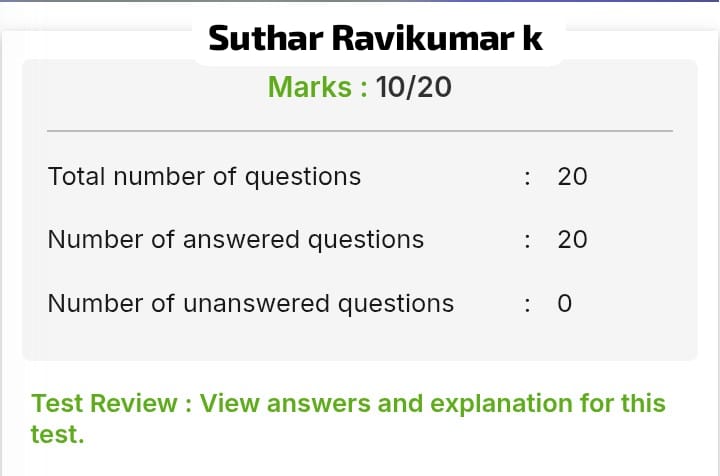 Suthar Ravikumar k
Marks : 10/20
Total number of questions : 20
Number of answered questions : 20
Number of unanswered questions : 0
Test Review : View answers and explanation for this
test.